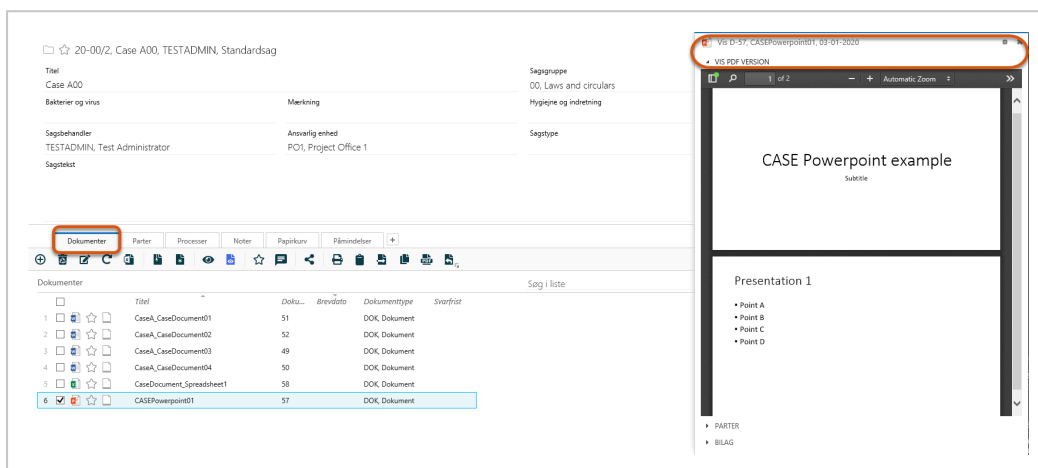 20-00/2, Case A00, TESTADMIN, Standardsag
Titel
Case A00
Sagsgruppe
00, Laws and circulars
Bakterier og virus
Mærkning
Hygiejne og indretning
Sagsbehandler
TESTADMIN, Test Administrator
Ansvarlig enhed
PO1, Project Office 1
Sagstype
Sagstekst
Dokumenter Parter Processer Noter Papirkurv Påmindelser +
Dokumenter
Søg i liste
Titel Doku... Brevdato Dokumenttype Svarfrist
1 CaseA_CaseDocument01 51 DOK, Dokument
2 CaseA_CaseDocument02 52 DOK, Dokument
3 CaseA_CaseDocument03 49 DOK, Dokument
4 CaseA_CaseDocument04 50 DOK, Dokument
5 CaseDocument_Spreadsheet1 58 DOK, Dokument
6 CASEPowerpoint01 57 DOK, Dokument
Vis D-57, CASEPowerpoint01, 03-01-2020
VIS PDF VERSION
1 of 2 − + Automatic Zoom
CASE Powerpoint example
Subtitle
Presentation 1
• Point A
• Point B
• Point C
• Point D
PARTER
BILAG